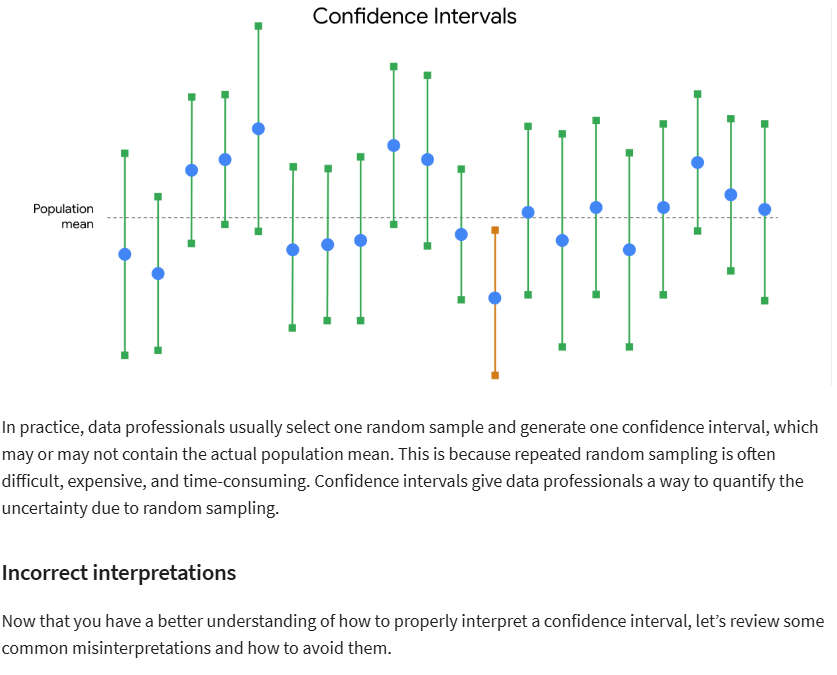 Confidence Intervals
Population
mean
In practice, data professionals usually select one random sample and generate one confidence interval, which
may or may not contain the actual population mean. This is because repeated random sampling is often
difficult, expensive, and time-consuming. Confidence intervals give data professionals a way to quantify the
uncertainty due to random sampling.
Incorrect interpretations
Now that you have a better understanding of how to properly interpret a confidence interval, let’s review some
common misinterpretations and how to avoid them.